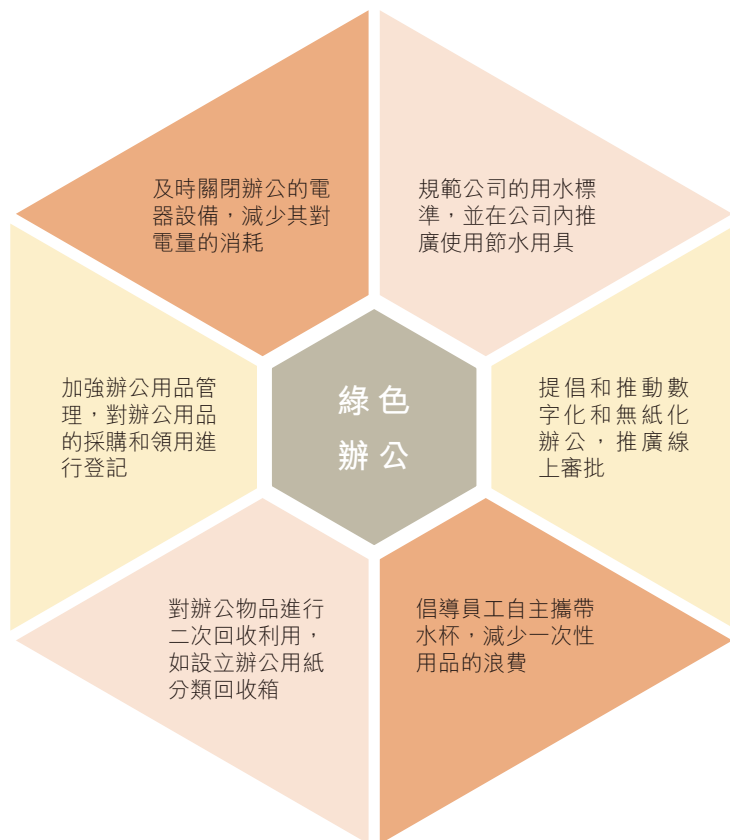 及時關閉辦公的電
器設備，減少其對
電量的消耗
規範公司的用水標
準，並在公司內推
廣使用節水用具
加強辦公用品管
理，對辦公用品
的採購和領用進
行登記
綠色
辦公
提倡和推動數
字化和無紙化
辦公，推廣線
上審批
對辦公物品進行
二次回收利用，
如設立辦公用紙
分類回收箱
倡導員工自主攜帶
水杯，減少一次性
用品的浪費